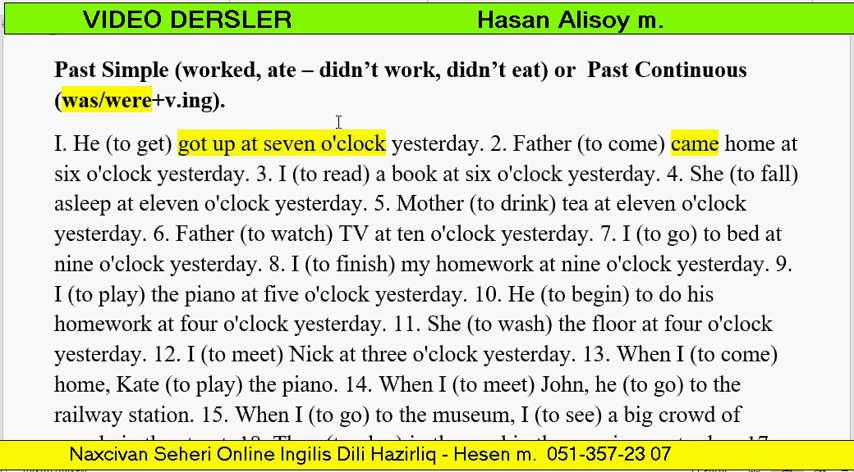 VIDEO DERSLER Hasan Alisoy m.
Past Simple (worked, ate – didn't work, didn't eat) or Past Continuous
(was/were+v.ing).
I. He (to get) got up at seven o'clock yesterday. 2. Father (to come) came home at
six o'clock yesterday. 3. I (to read) a book at six o'clock yesterday. 4. She (to fall)
asleep at eleven o'clock yesterday. 5. Mother (to drink) tea at eleven o'clock
yesterday. 6. Father (to watch) TV at ten o'clock yesterday. 7. I (to go) to bed at
nine o'clock yesterday. 8. I (to finish) my homework at nine o'clock yesterday. 9.
I (to play) the piano at five o'clock yesterday. 10. He (to begin) to do his
homework at four o'clock yesterday. 11. She (to wash) the floor at four o'clock
yesterday. 12. I (to meet) Nick at three o'clock yesterday. 13. When I (to come)
home, Kate (to play) the piano. 14. When I (to meet) John, he (to go) to the
railway station. 15. When I (to go) to the museum, I (to see) a big crowd of
Naxcivan Seheri Online Ingilis Dili Hazirliq - Hesen m. 051-357-23 07